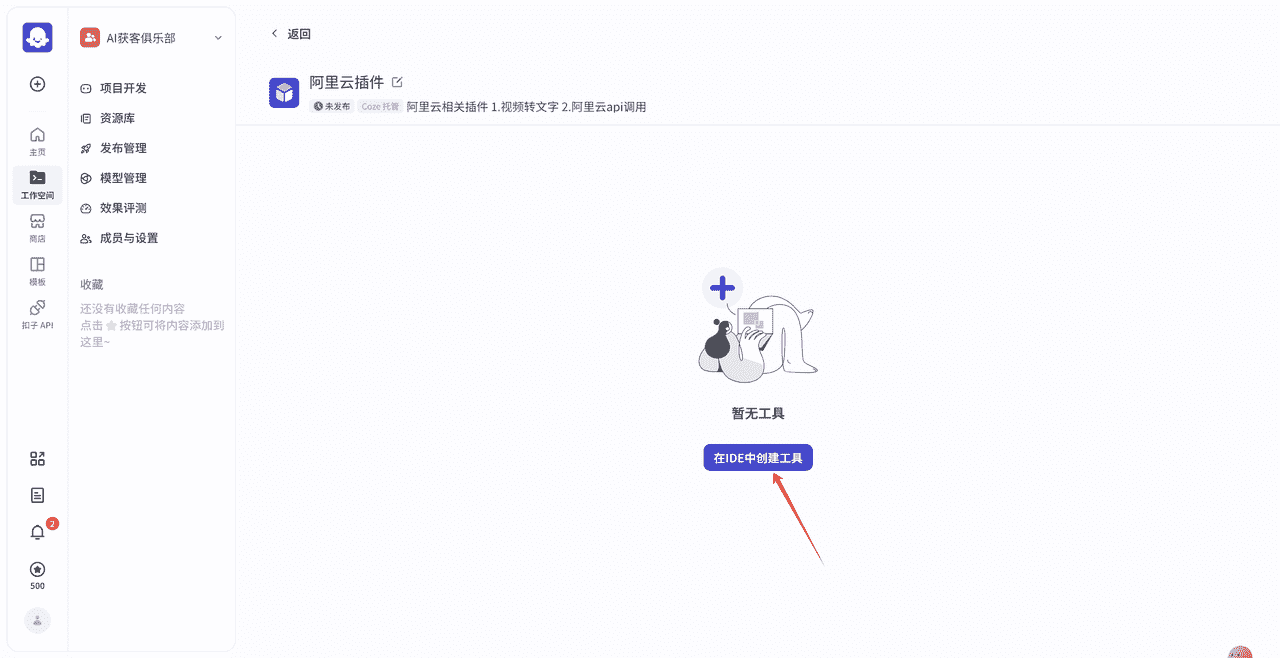 AI获客俱乐部
项目开发
资源库
发布管理
模型管理
效果评测
成员与设置
收藏
还没有收藏任何内容
点击 按钮可将内容添加到
这里~
主页
工作空间
商店
模板
扣子 API
2
500
返回
阿里云插件
未发布 Coze 托管 阿里云相关插件 1.视频转文字 2.阿里云api调用
暂无工具
在IDE中创建工具